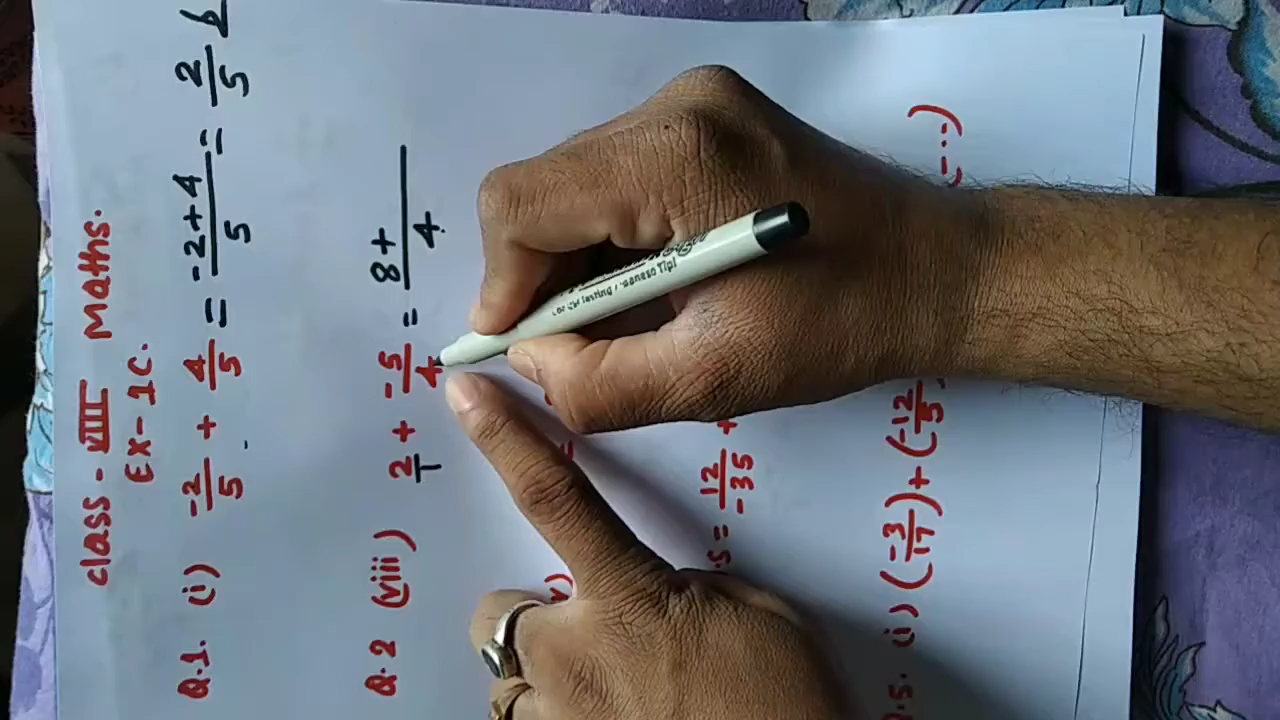 Class - VIII Maths.
Ex - 1C.
Q.1. (i) -2/5 + 4/5 = -2+4/5 = 2/5
Q.2 (viii) 2/1 + -5/4 = 8+/4
.s = 12/-35 +
Q.5. (i) (-3/17) + (-12/5) (-..)